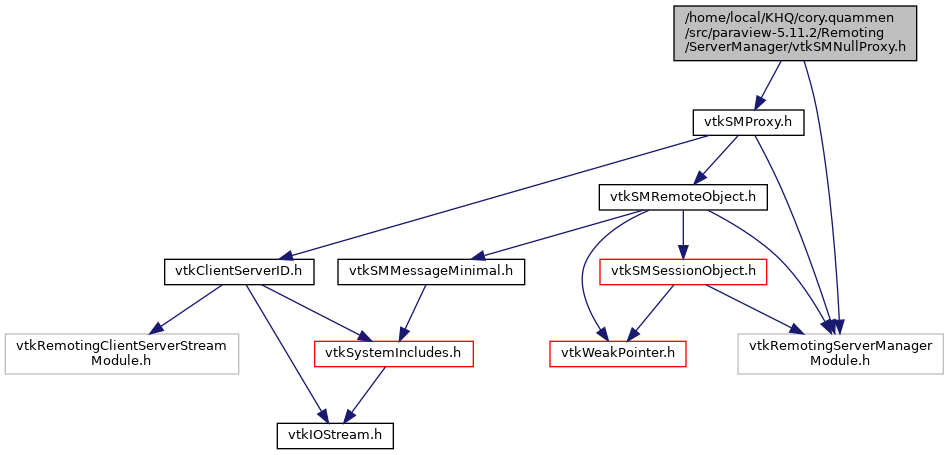 /home/local/KHQ/cory.quammen
/src/paraview-5.11.2/Remoting
/ServerManager/vtkSMNullProxy.h
vtkSMProxy.h
vtkSMRemoteObject.h
vtkClientServerID.h
vtkSMMessageMinimal.h
vtkSMSessionObject.h
vtkRemotingClientServerStream
Module.h
vtkSystemIncludes.h
vtkWeakPointer.h
vtkRemotingServerManager
Module.h
vtkIOStream.h